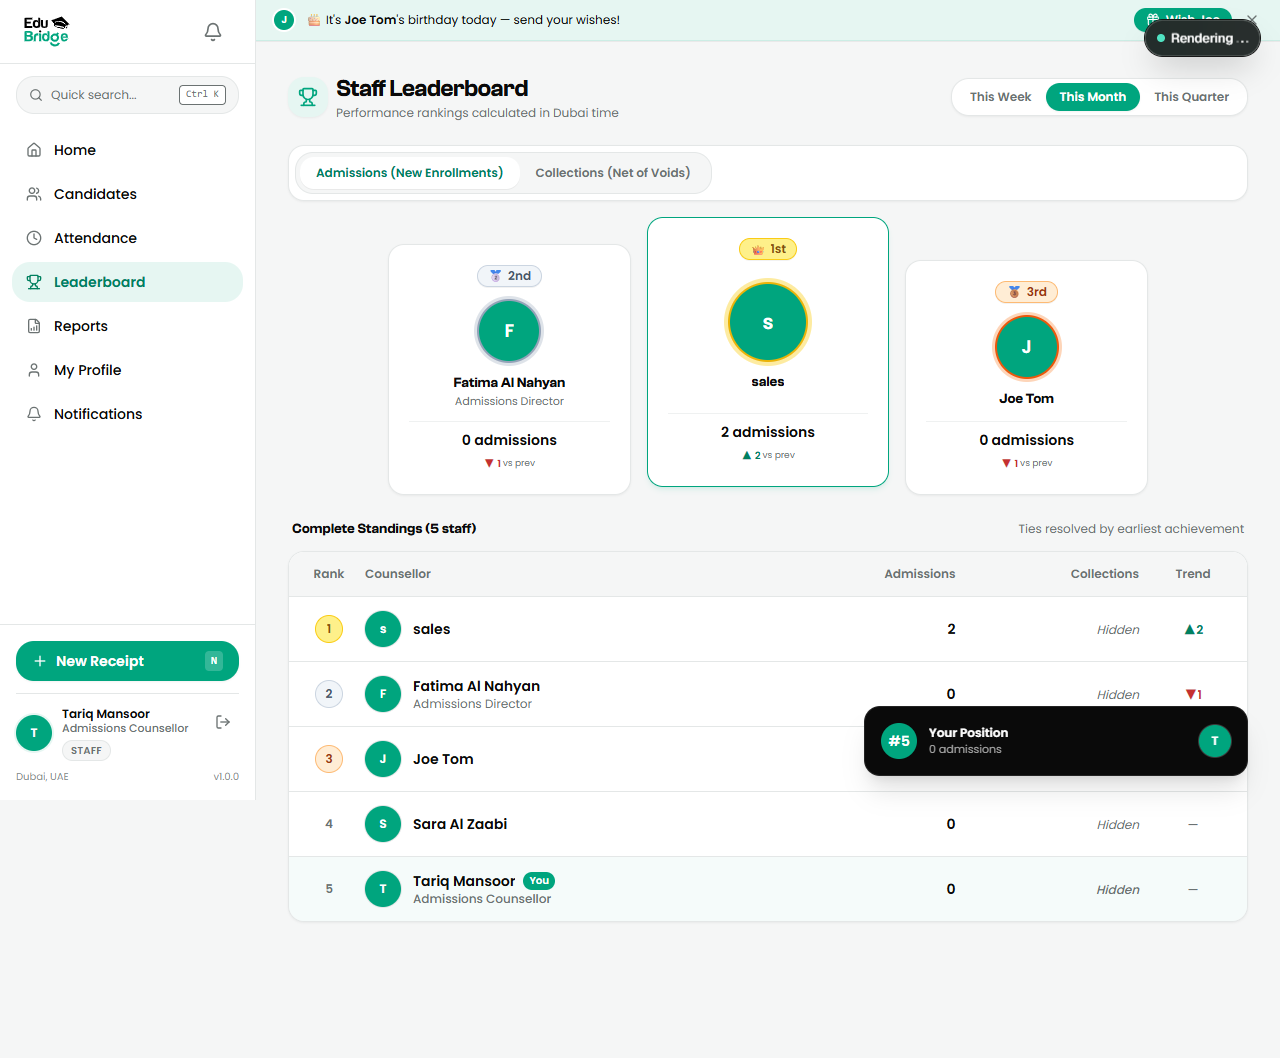 Edu
Bridge
Quick search...
Ctrl K
Home
Candidates
Attendance
Leaderboard
Reports
My Profile
Notifications
New Receipt
N
T
Tariq Mansoor
Admissions Counsellor
STAFF
Dubai, UAE
v1.0.0
J
It's Joe Tom's birthday today — send your wishes!
Rendering ...
Staff Leaderboard
Performance rankings calculated in Dubai time
This Week
This Month
This Quarter
Admissions (New Enrollments)
Collections (Net of Voids)
2nd
F
Fatima Al Nahyan
Admissions Director
0 admissions
▼ 1 vs prev
1st
s
sales
2 admissions
▲ 2 vs prev
3rd
J
Joe Tom
0 admissions
▼ 1 vs prev
Complete Standings (5 staff)
Ties resolved by earliest achievement
Rank Counsellor Admissions Collections Trend
1 s sales 2 Hidden ▲2
2 F Fatima Al Nahyan 0 Hidden ▼1
Admissions Director
3 J Joe Tom
#5 Your Position T
0 admissions
4 S Sara Al Zaabi 0 Hidden —
5 T Tariq Mansoor You 0 Hidden —
Admissions Counsellor